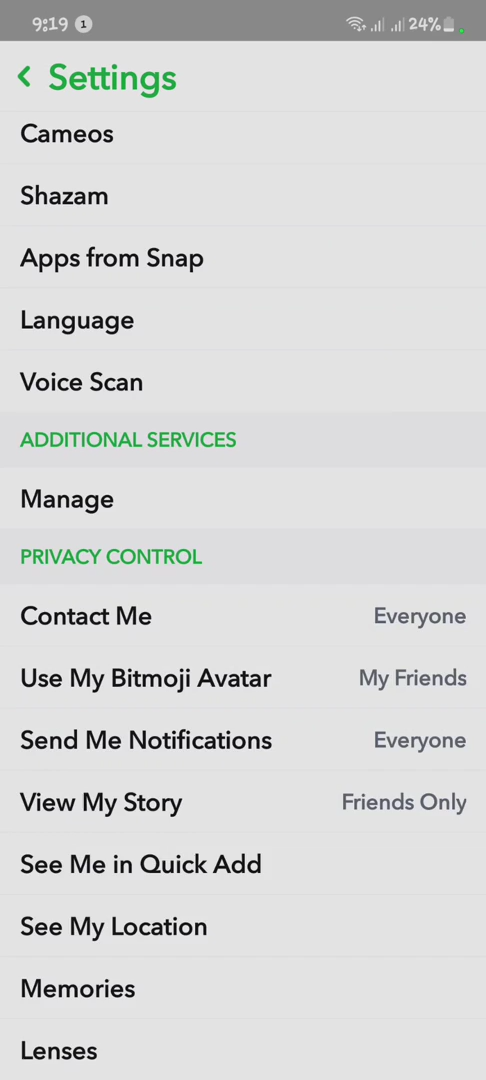 9:19 1 24%
Settings
Cameos
Shazam
Apps from Snap
Language
Voice Scan
ADDITIONAL SERVICES
Manage
PRIVACY CONTROL
Contact Me Everyone
Use My Bitmoji Avatar My Friends
Send Me Notifications Everyone
View My Story Friends Only
See Me in Quick Add
See My Location
Memories
Lenses